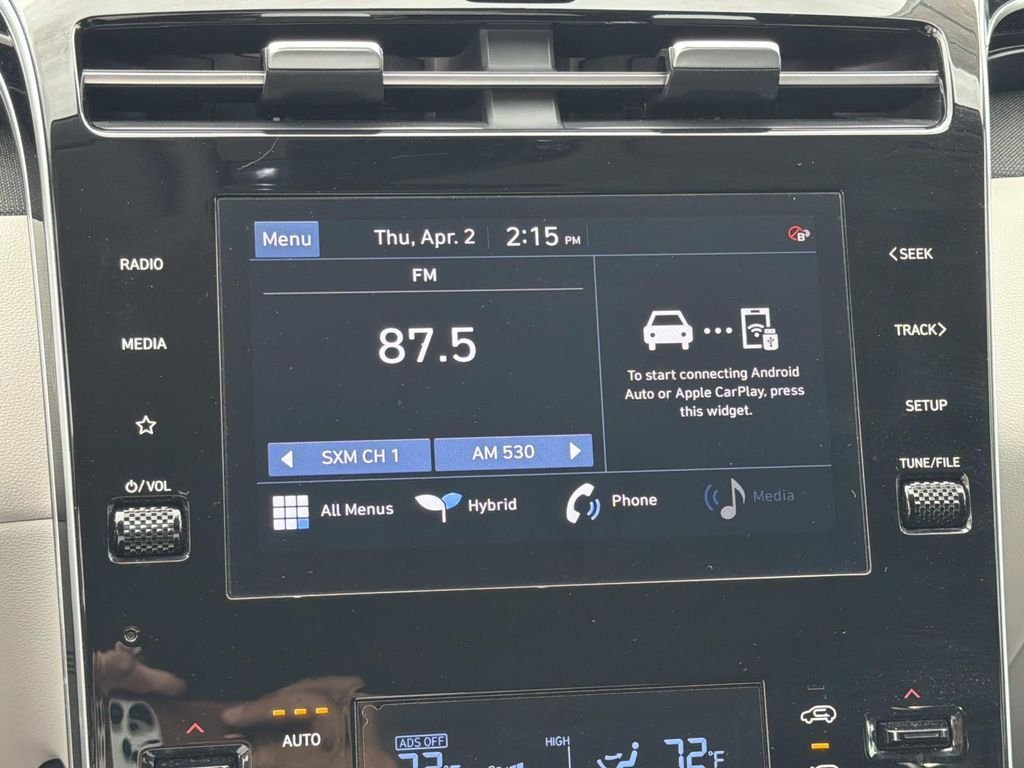 Menu
Thu, Apr. 2
2:15 PM
RADIO
MEDIA
⏻/VOL
FM
87.5
SXM CH 1
AM 530
To start connecting Android
Auto or Apple CarPlay, press
this widget.
All Menus
Hybrid
Phone
Media
<SEEK
TRACK>
SETUP
TUNE/FILE
AUTO
ADS OFF
HIGH
72°F